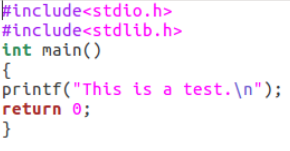 #include<stdio.h>
#include<stdlib.h>
int main()
{
printf("This is a test.\n");
return 0;
}